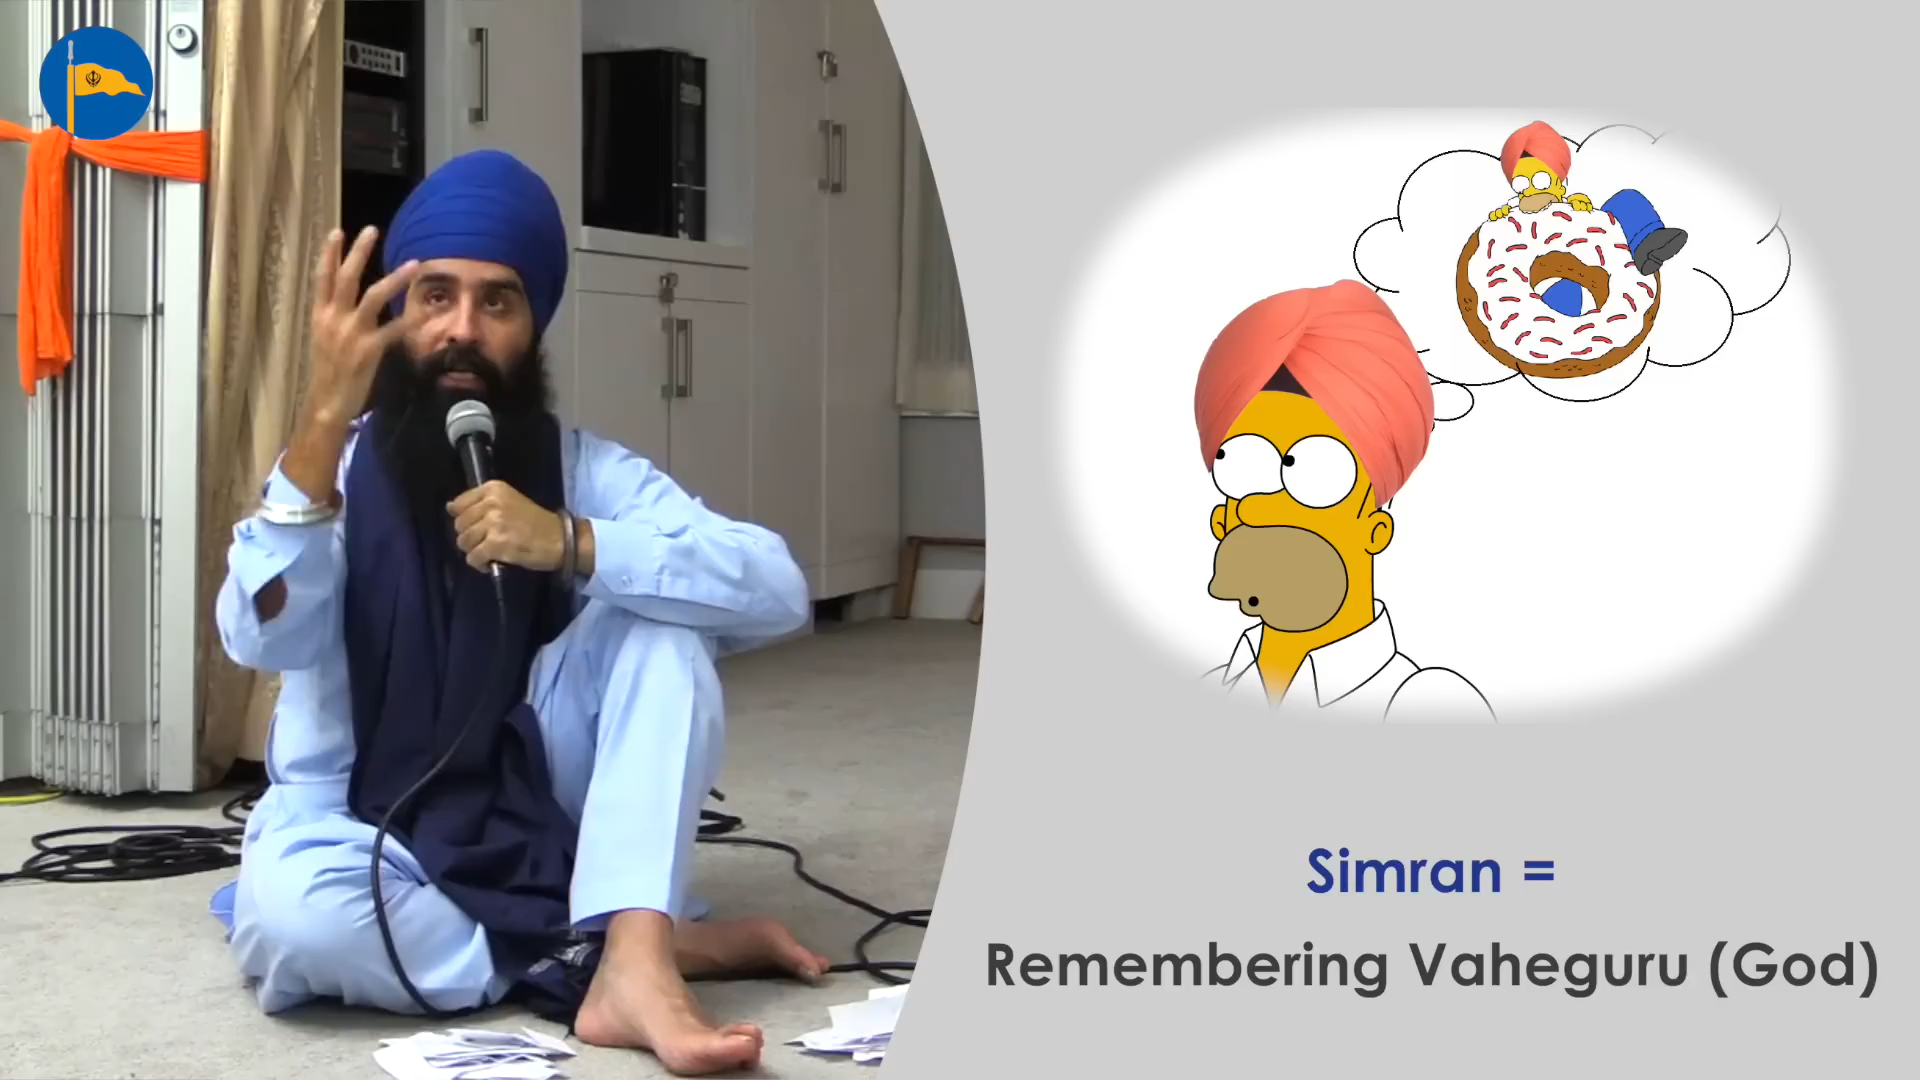 Simran =
Remembering Vaheguru (God)